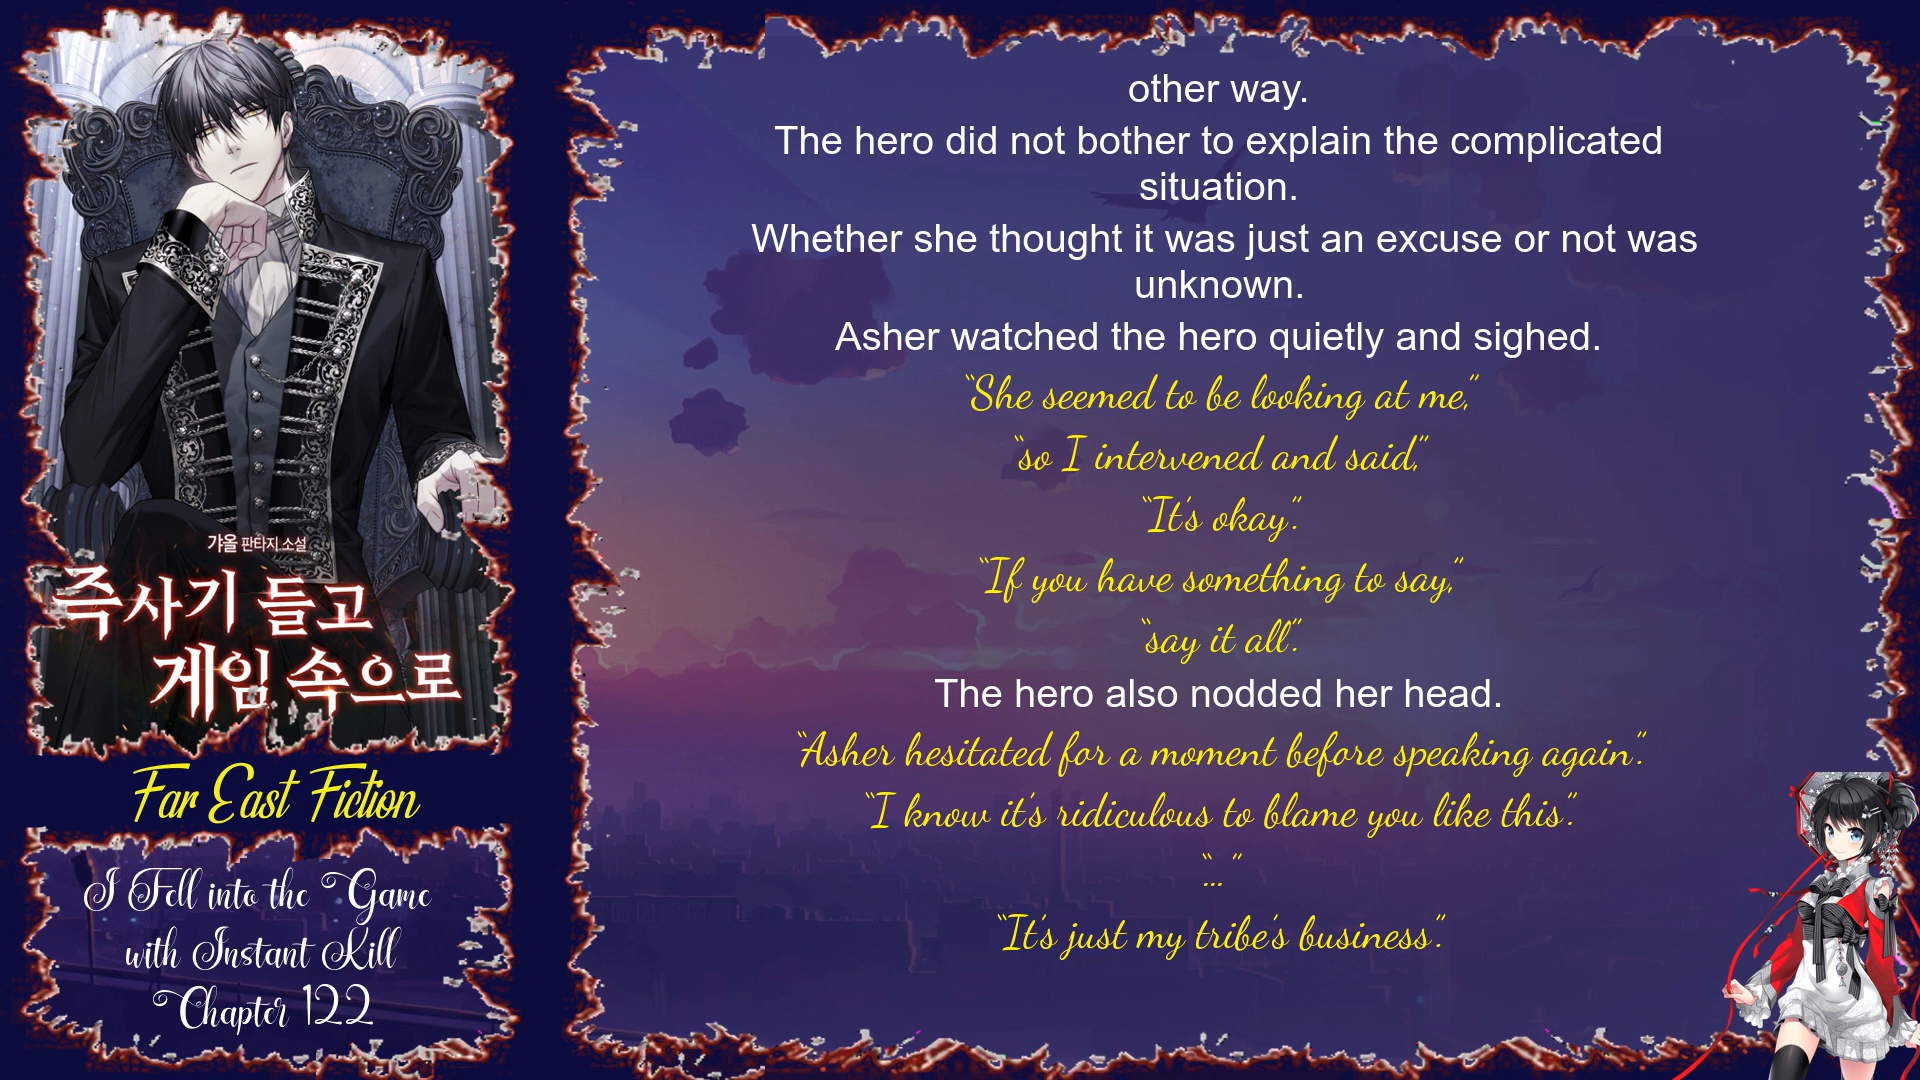 갸올 판타지 소설
즉사기 들고
게임 속으로
Far East Fiction
I Fell into the Game
with Instant Kill
Chapter 122
other way.
The hero did not bother to explain the complicated
situation.
Whether she thought it was just an excuse or not was
unknown.
Asher watched the hero quietly and sighed.
“She seemed to be looking at me,”
“so I intervened and said,”
“It’s okay”.
“If you have something to say,”
“say it all”.
The hero also nodded her head.
“Asher hesitated for a moment before speaking again”.
“I know it’s ridiculous to blame you like this”.
“…”
“It’s just my tribe’s business”.